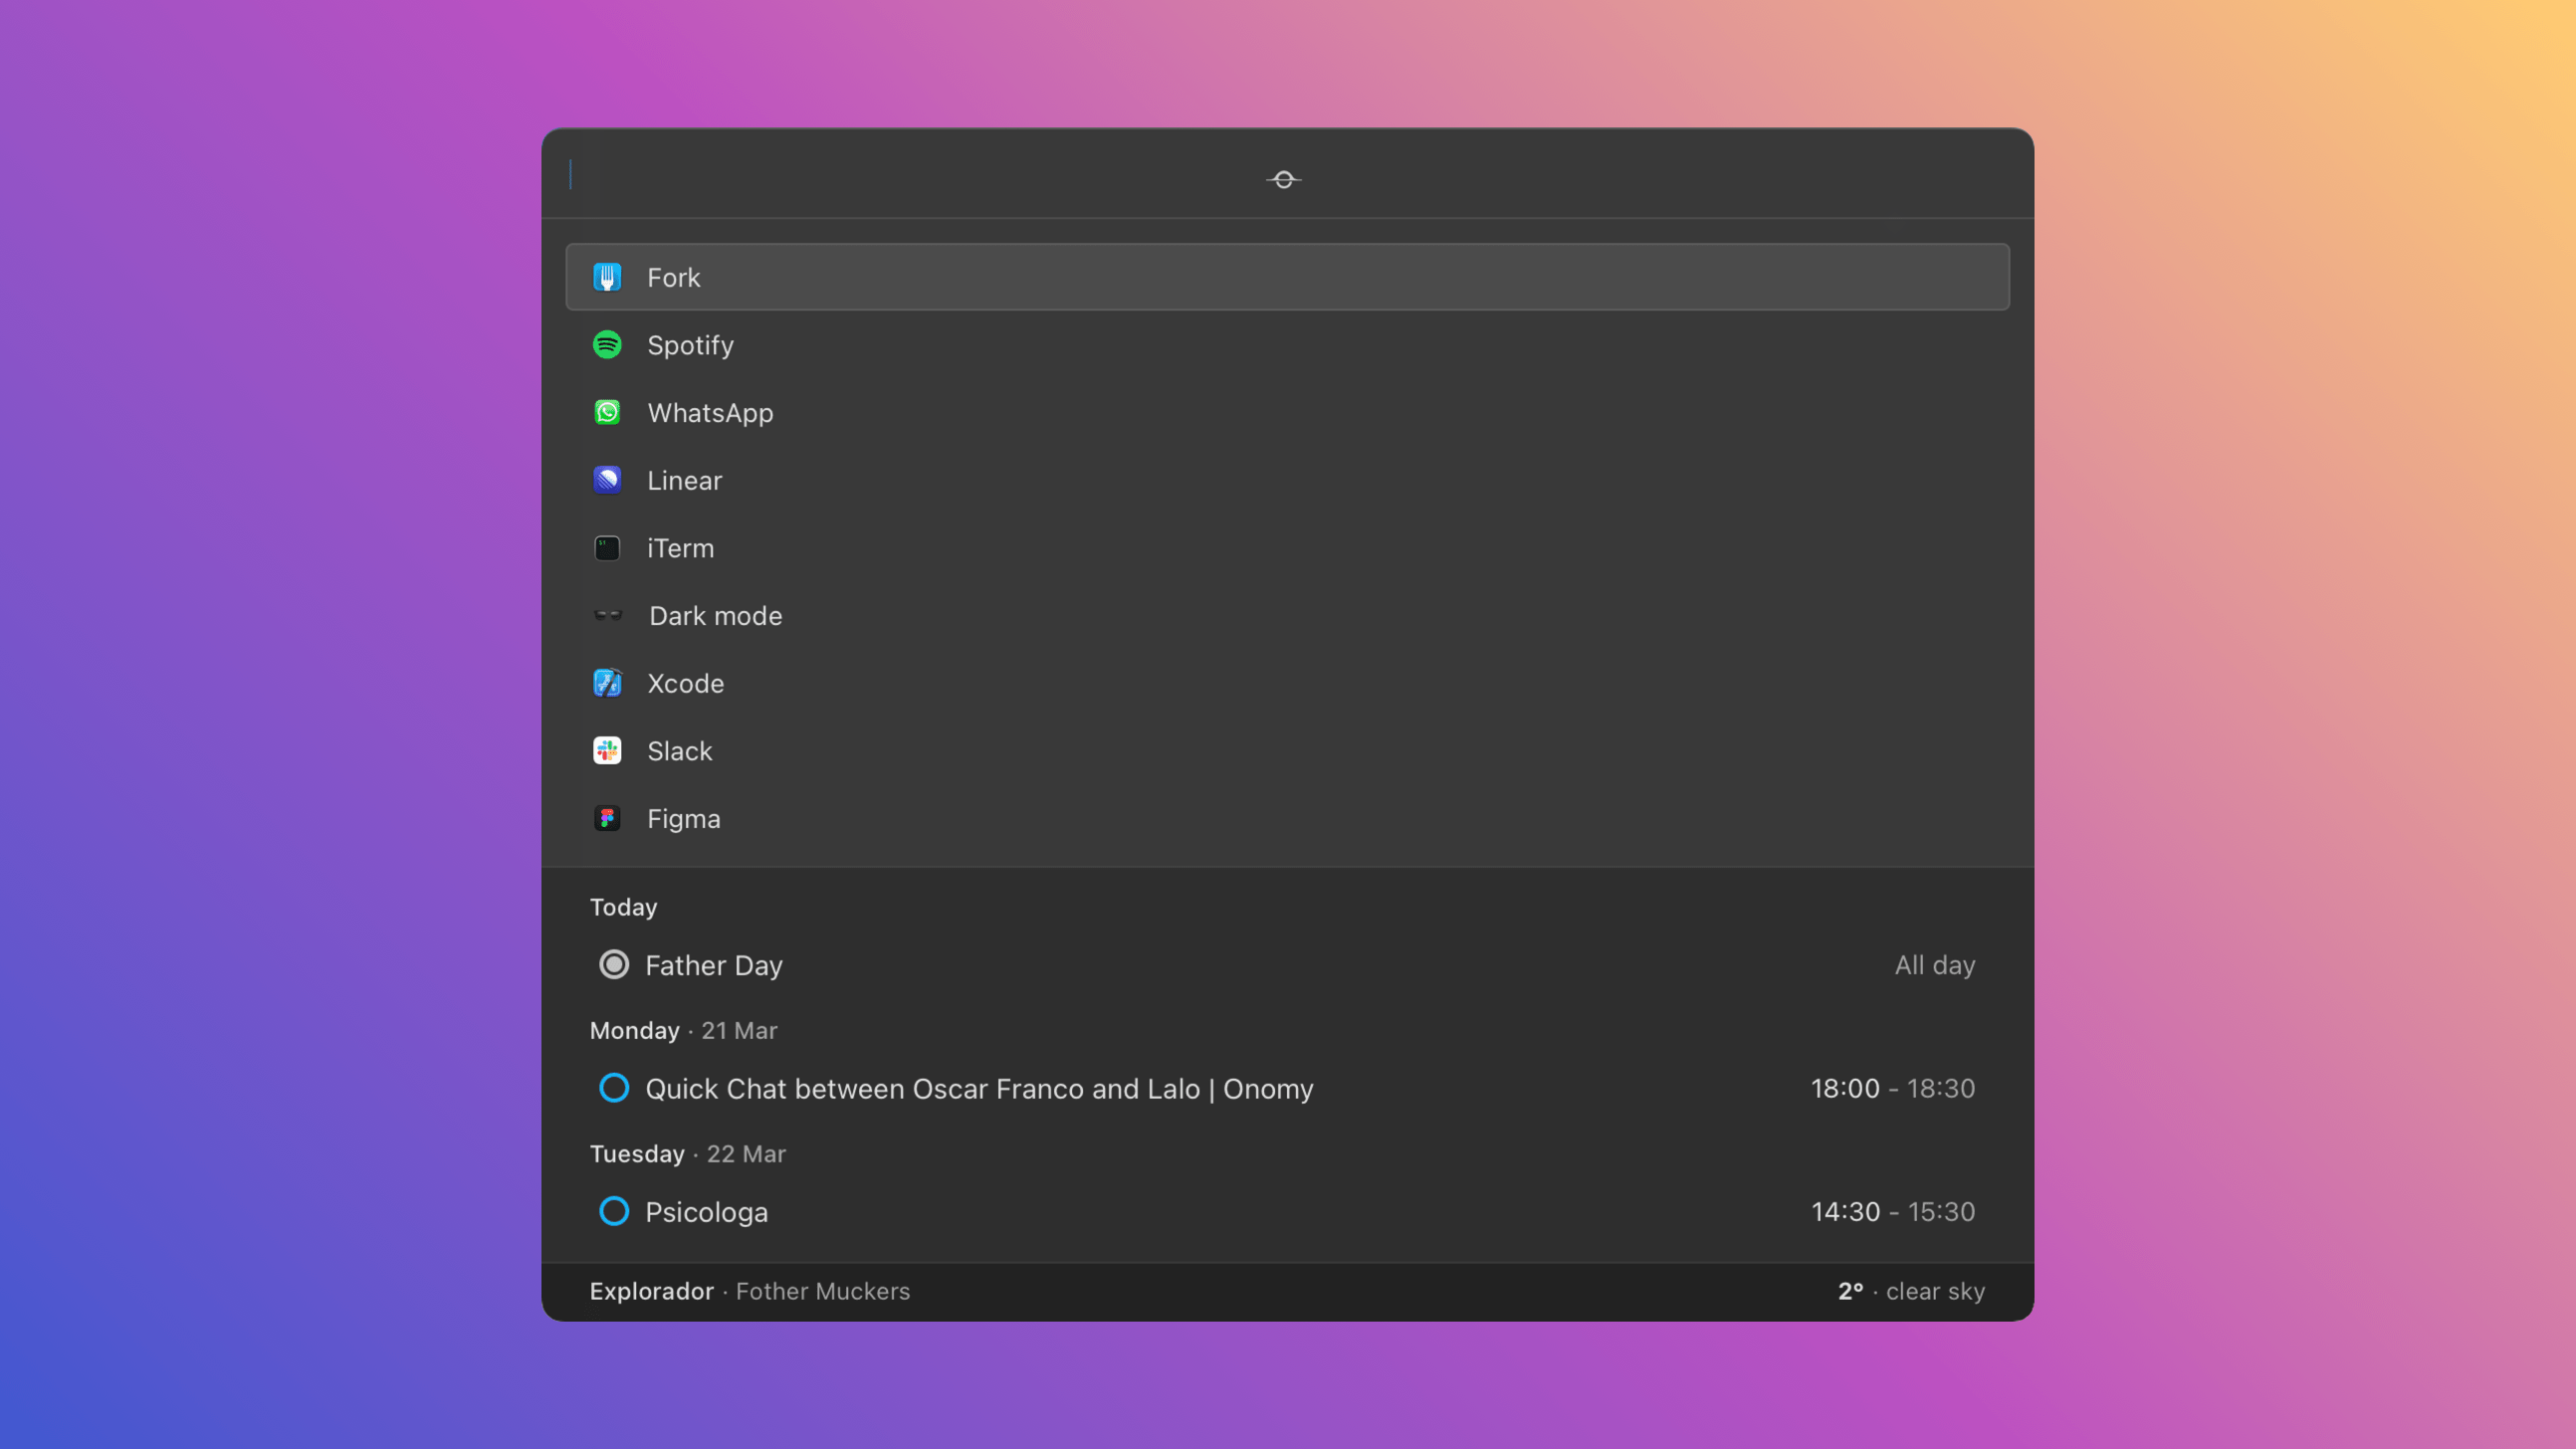 Fork
Spotify
WhatsApp
Linear
iTerm
Dark mode
Xcode
Slack
Figma
Today
Father Day All day
Monday · 21 Mar
Quick Chat between Oscar Franco and Lalo | Onomy 18:00 - 18:30
Tuesday · 22 Mar
Psicologa 14:30 - 15:30
Explorador · Fother Muckers 2° · clear sky